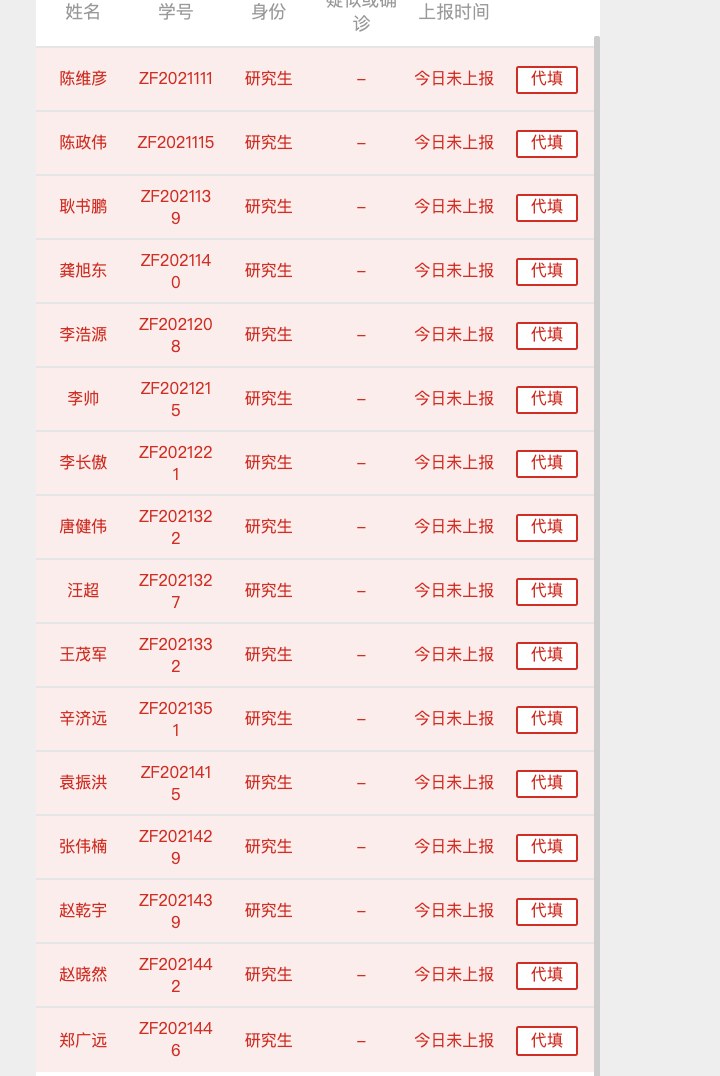 姓名 学号 身份 疑似或确诊 上报时间
陈维彦 ZF2021111 研究生 – 今日未上报 代填
陈政伟 ZF2021115 研究生 – 今日未上报 代填
耿书鹏 ZF2021139 研究生 – 今日未上报 代填
龚旭东 ZF2021140 研究生 – 今日未上报 代填
李浩源 ZF2021208 研究生 – 今日未上报 代填
李帅 ZF2021215 研究生 – 今日未上报 代填
李长傲 ZF2021221 研究生 – 今日未上报 代填
唐健伟 ZF2021322 研究生 – 今日未上报 代填
汪超 ZF2021327 研究生 – 今日未上报 代填
王茂军 ZF2021332 研究生 – 今日未上报 代填
辛济远 ZF2021351 研究生 – 今日未上报 代填
袁振洪 ZF2021415 研究生 – 今日未上报 代填
张伟楠 ZF2021429 研究生 – 今日未上报 代填
赵乾宇 ZF2021439 研究生 – 今日未上报 代填
赵晓然 ZF2021442 研究生 – 今日未上报 代填
郑广远 ZF2021446 研究生 – 今日未上报 代填